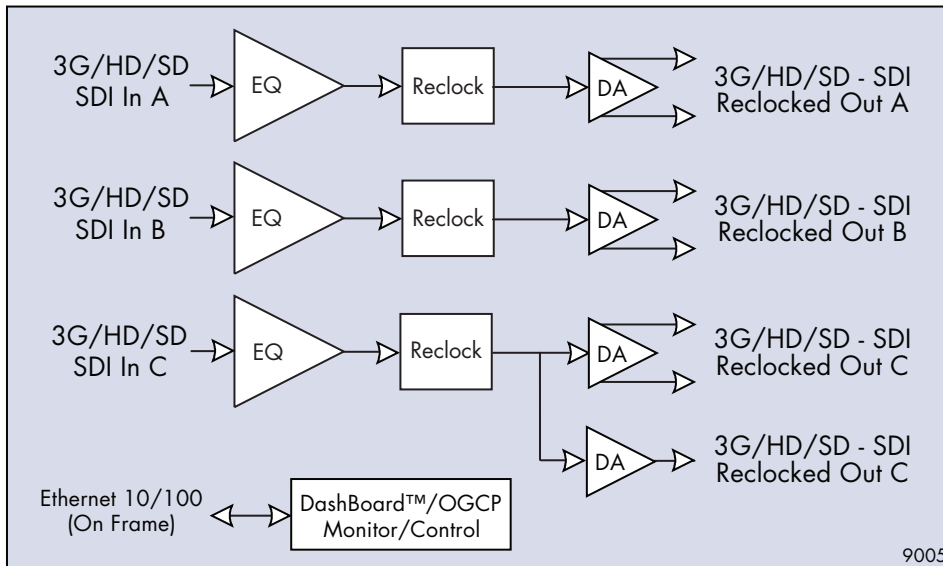 3G/HD/SD
SDI In A
EQ
Reclock
DA
3G/HD/SD - SDI
Reclocked Out A
3G/HD/SD
SDI In B
EQ
Reclock
DA
3G/HD/SD - SDI
Reclocked Out B
3G/HD/SD
SDI In C
EQ
Reclock
DA
3G/HD/SD - SDI
Reclocked Out C
DA
3G/HD/SD - SDI
Reclocked Out C
Ethernet 10/100
(On Frame)
DashBoard™/OGCP
Monitor/Control
9005